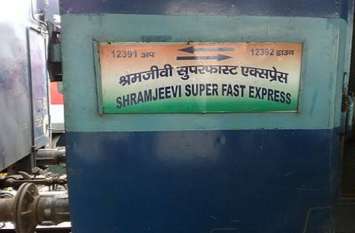 12391 अप 12392 डाउन
श्रमजीवी सुपरफास्ट एक्सप्रेस
SHRAMJEEVI SUPER FAST EXPRESS